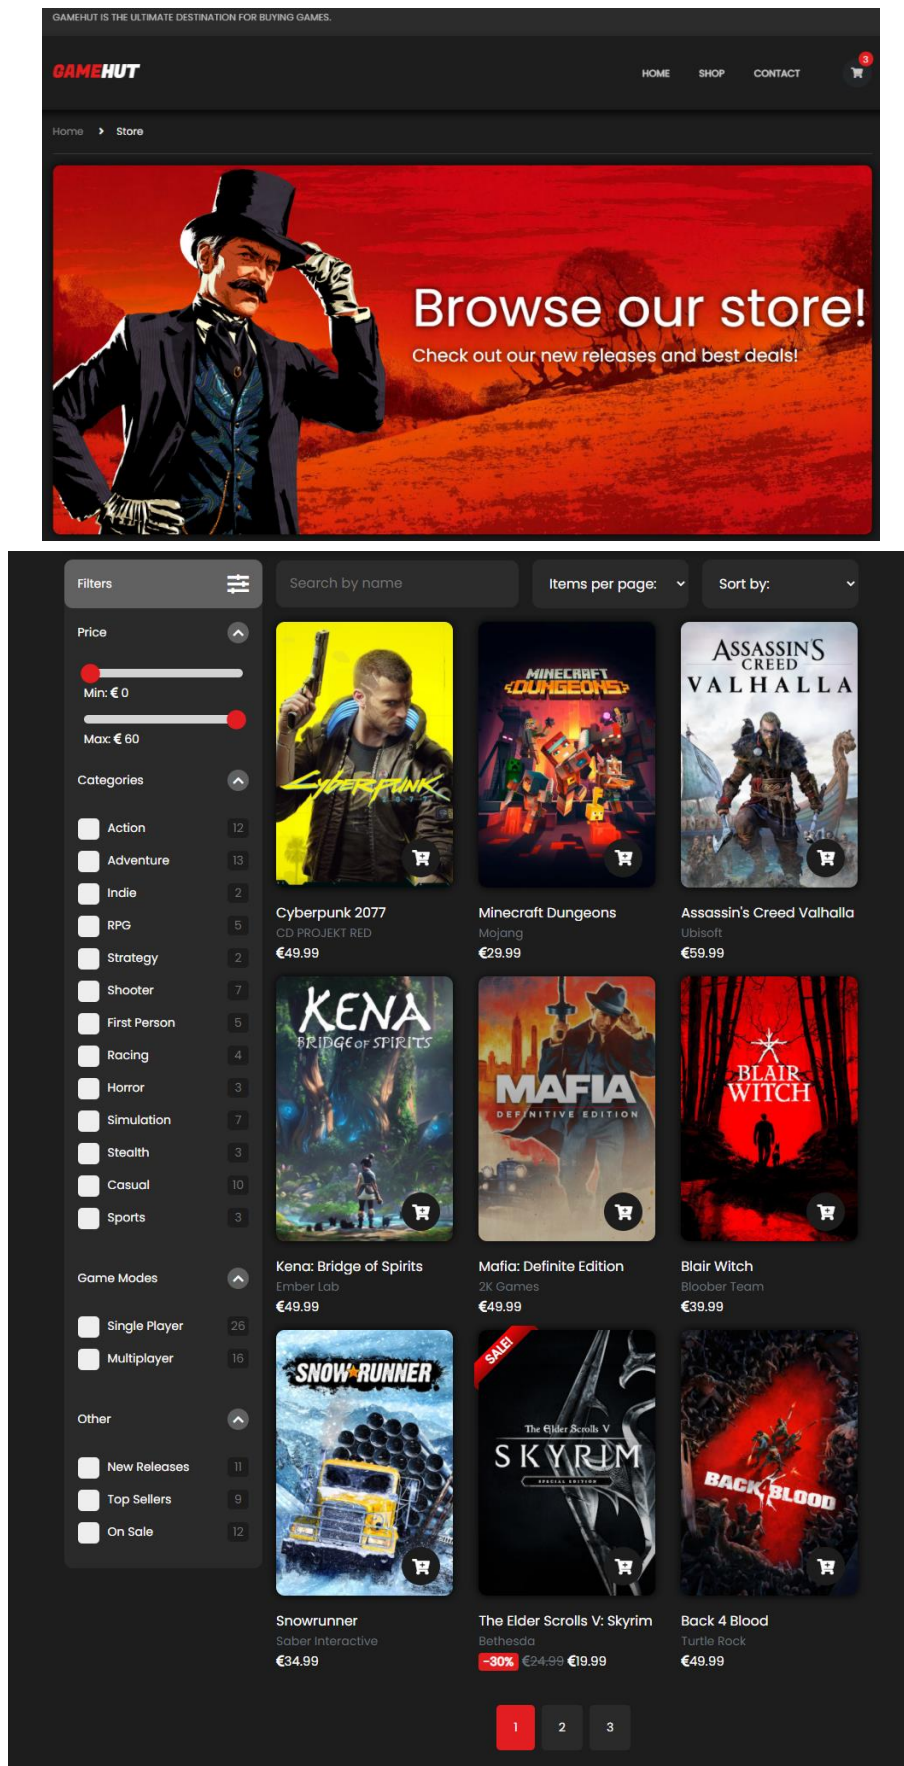 GAMEHUT IS THE ULTIMATE DESTINATION FOR BUYING GAMES.
GAMEHUT
HOME SHOP CONTACT 3
Home > Store
Browse our store!
Check out our new releases and best deals!
Filters
Price
Min: € 0
Max: € 60
Categories
Action 12
Adventure 13
Indie 2
RPG 5
Strategy 2
Shooter 7
First Person 5
Racing 4
Horror 3
Simulation 7
Stealth 3
Casual 10
Sports 3
Game Modes
Single Player 26
Multiplayer 16
Other
New Releases 11
Top Sellers 9
On Sale 12
Search by name Items per page: Sort by:
CYBERPUNK
2077
MINECRAFT
DUNGEONS
ASSASSIN'S
CREED
VALHALLA
Cyberpunk 2077
CD PROJEKT RED
€49.99
Minecraft Dungeons
Mojang
€29.99
Assassin's Creed Valhalla
Ubisoft
€59.99
KENA
BRIDGE OF SPIRITS
MAFIA
DEFINITIVE EDITION
BLAIR
WITCH
Kena: Bridge of Spirits
Ember Lab
€49.99
Mafia: Definite Edition
2K Games
€49.99
Blair Witch
Bloober Team
€39.99
SNOWRUNNER
SALE!
The Elder Scrolls V
SKYRIM
SPECIAL EDITION
BACK 4 BLOOD
Snowrunner
Saber Interactive
€34.99
The Elder Scrolls V: Skyrim
Bethesda
-30% €24.99 €19.99
Back 4 Blood
Turtle Rock
€49.99
1 2 3